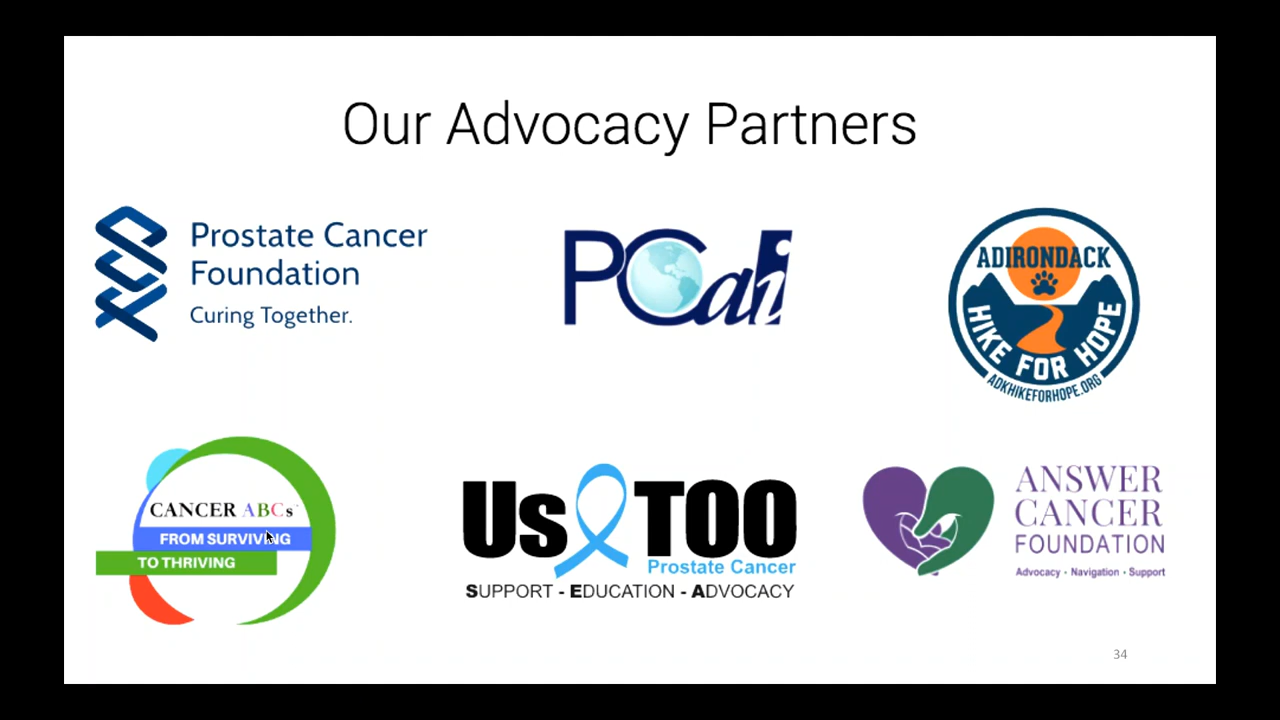 Our Advocacy Partners
Prostate Cancer
Foundation
Curing Together.
PCai
ADIRONDACK
HIKE FOR HOPE
ADKHIKEFORHOPE.ORG
CANCER ABCs
FROM SURVIVING
TO THRIVING
Us TOO
Prostate Cancer
SUPPORT - EDUCATION - ADVOCACY
ANSWER
CANCER
FOUNDATION
Advocacy • Navigation • Support
34